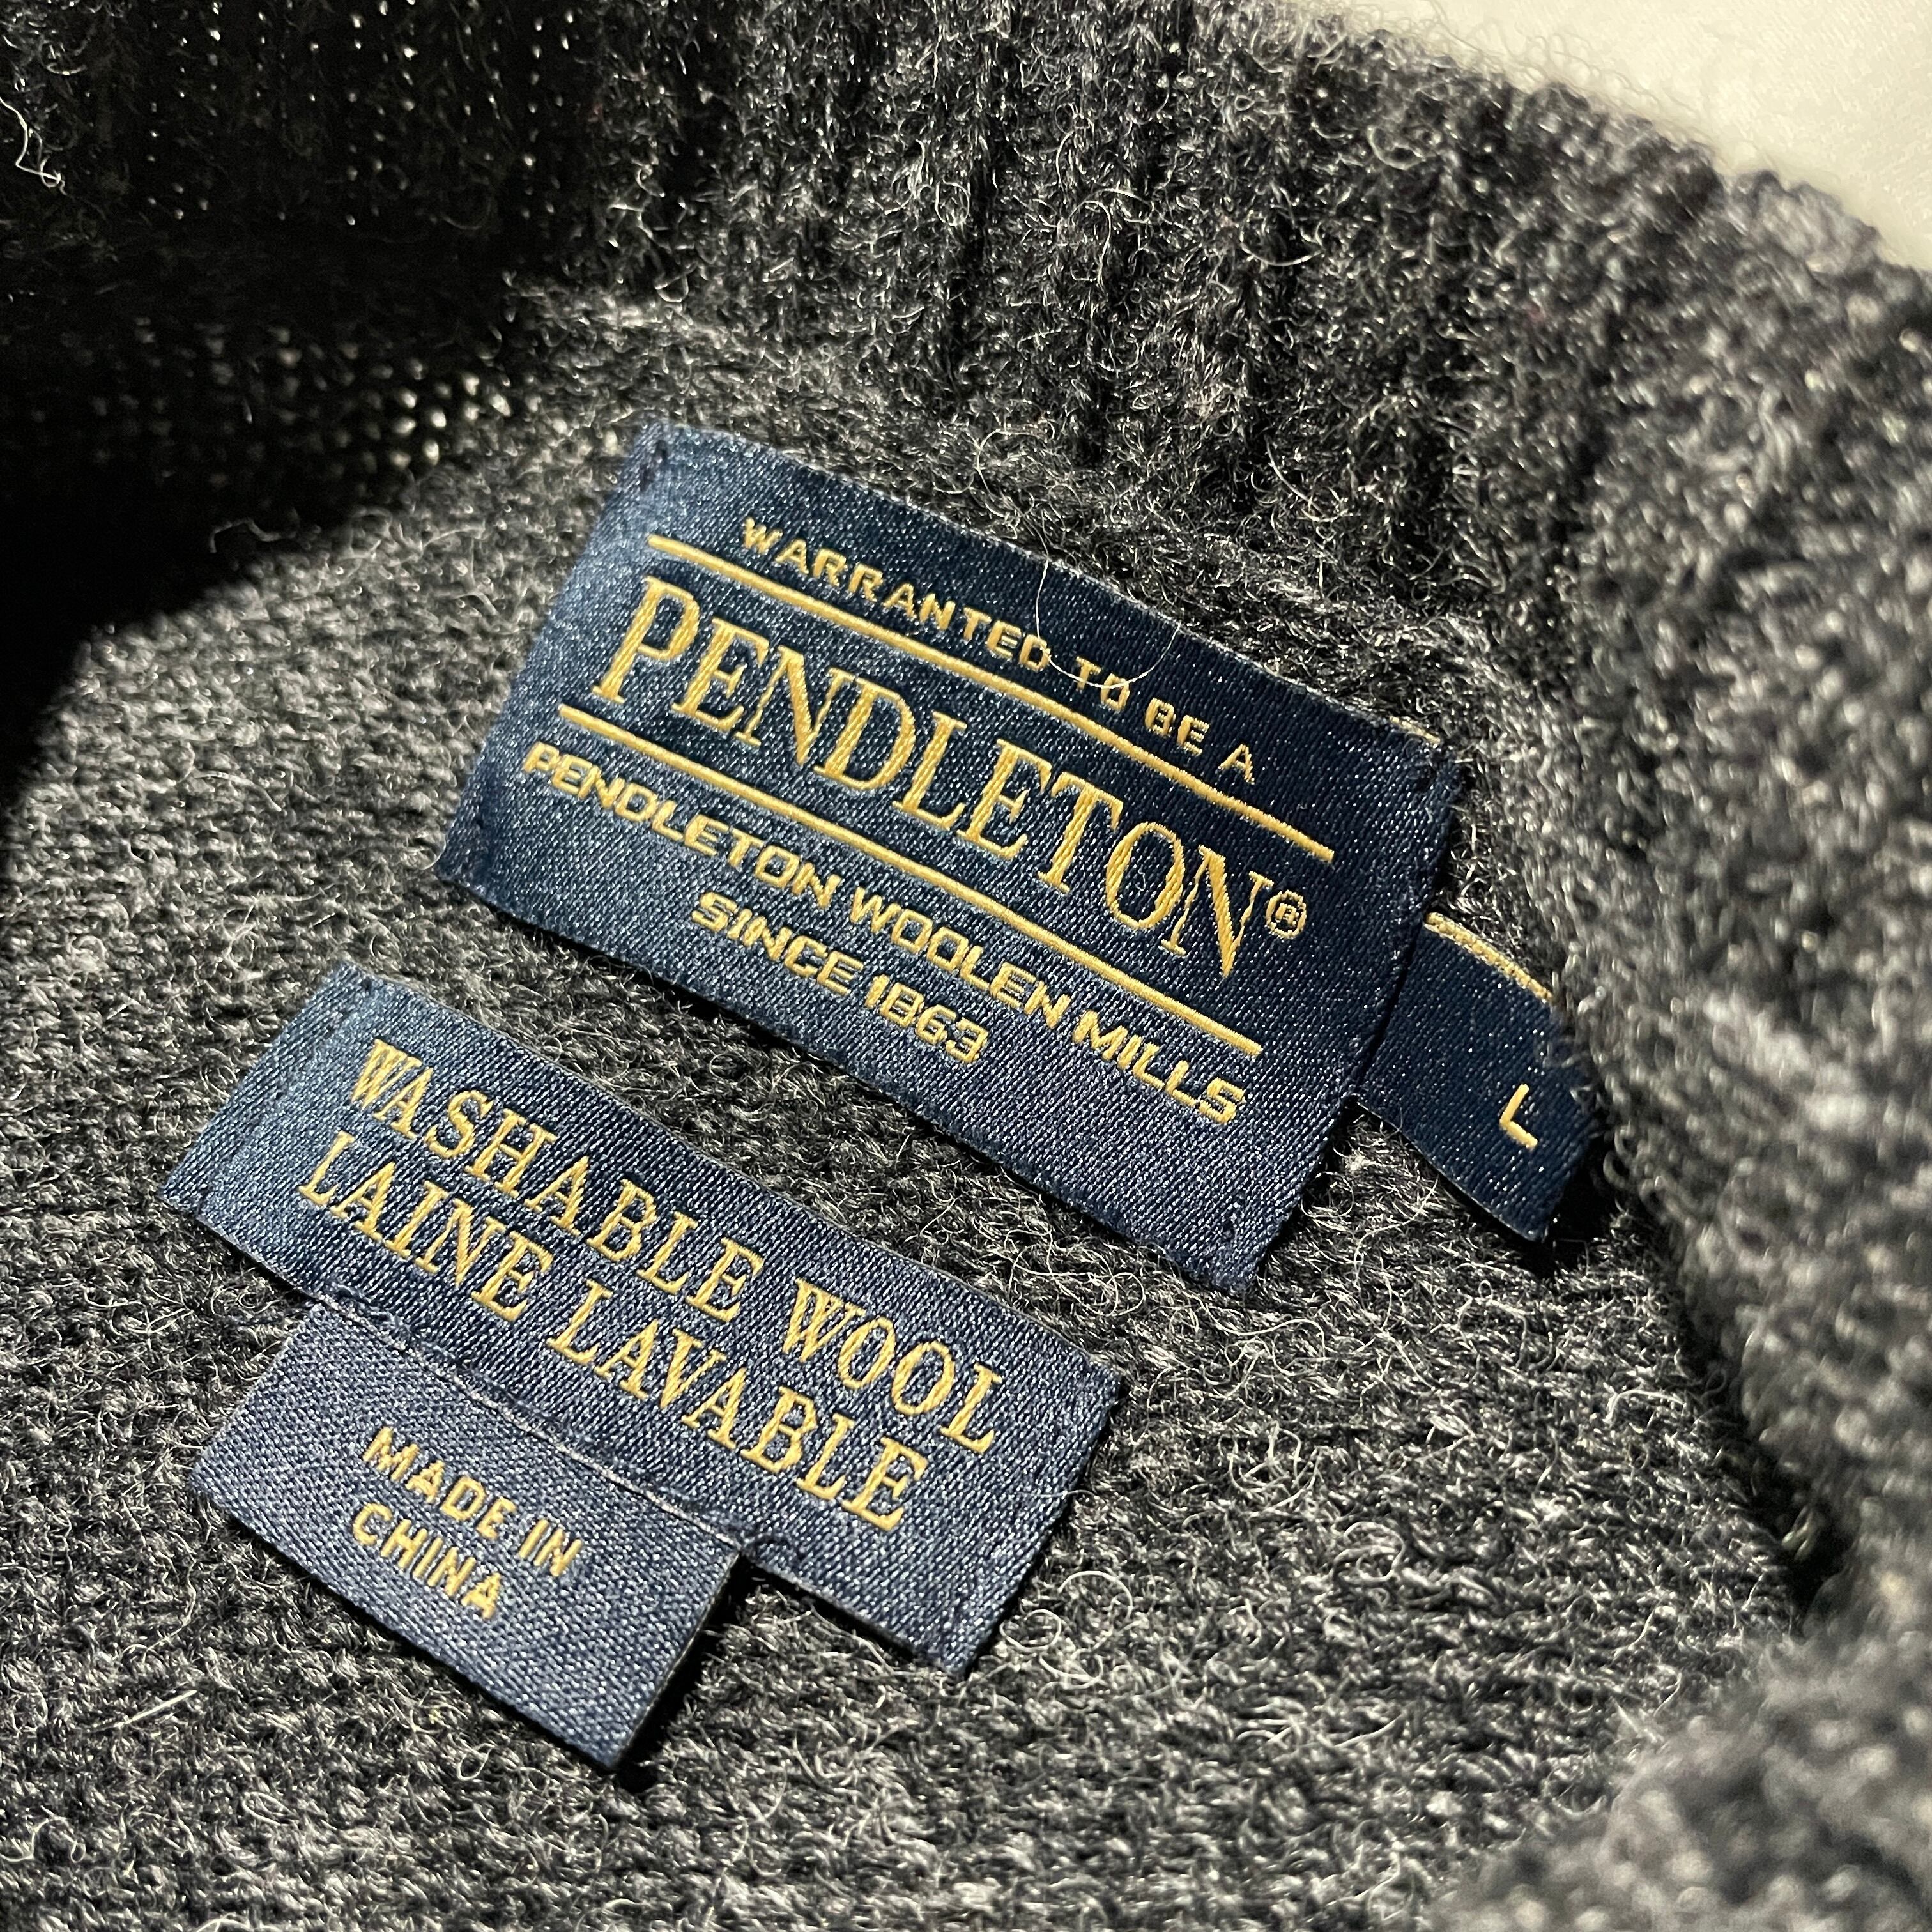 WARRANTED TO BE A
PENDLETON®
PENDLETON WOOLEN MILLS
SINCE 1863
L
WASHABLE WOOL
LAINE LAVABLE
MADE IN
CHINA